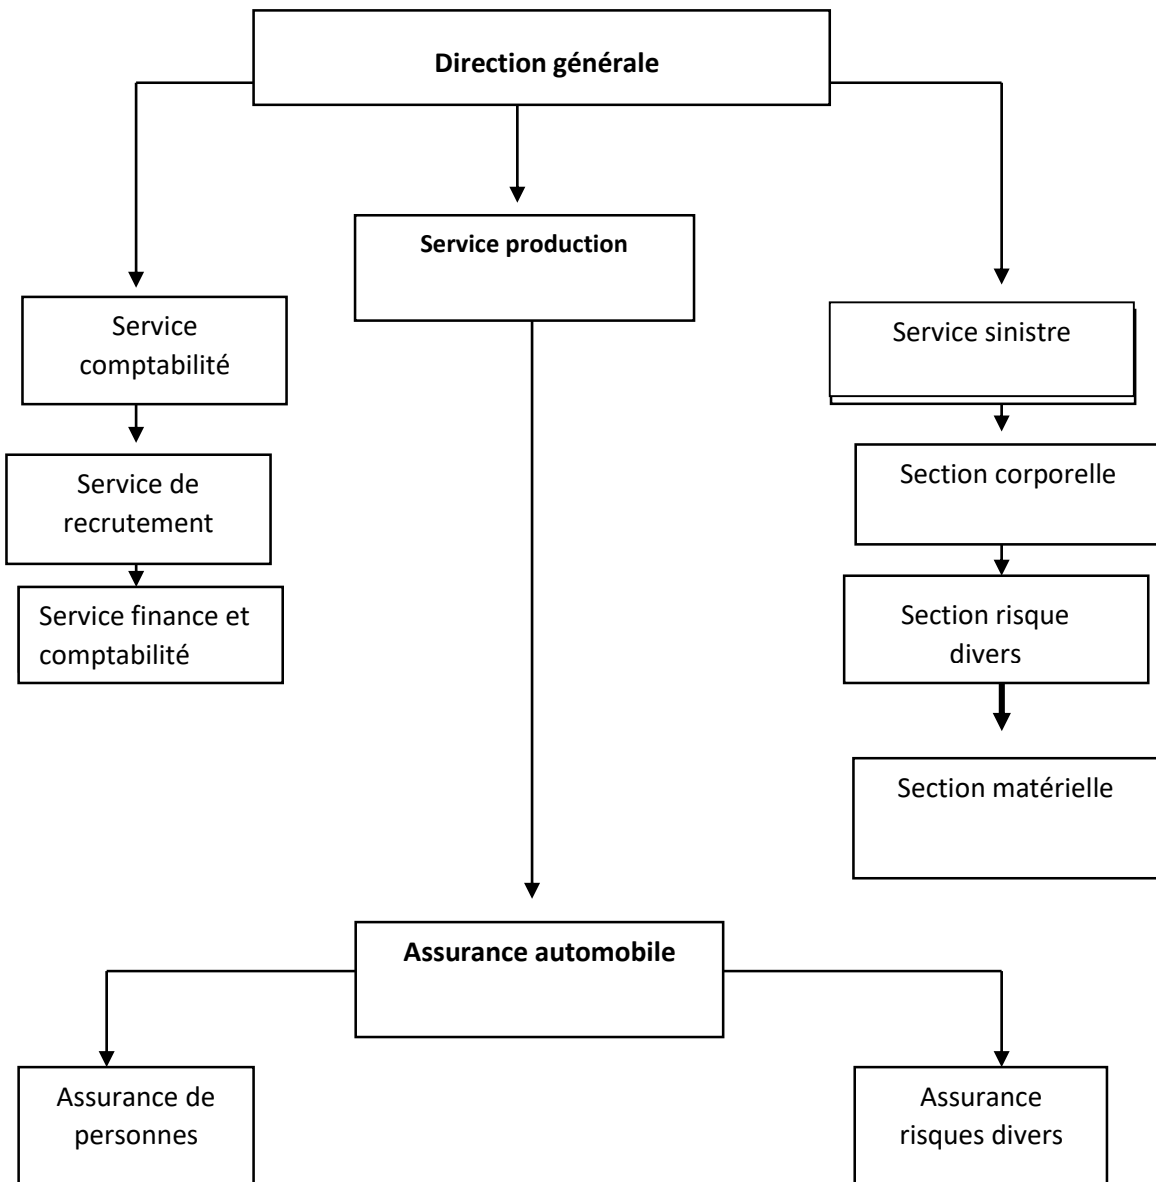 Direction générale
Service production
Service
comptabilité
Service sinistre
Service de
recrutement
Section corporelle
Service finance et
comptabilité
Section risque
divers
Section matérielle
Assurance automobile
Assurance de
personnes
Assurance
risques divers